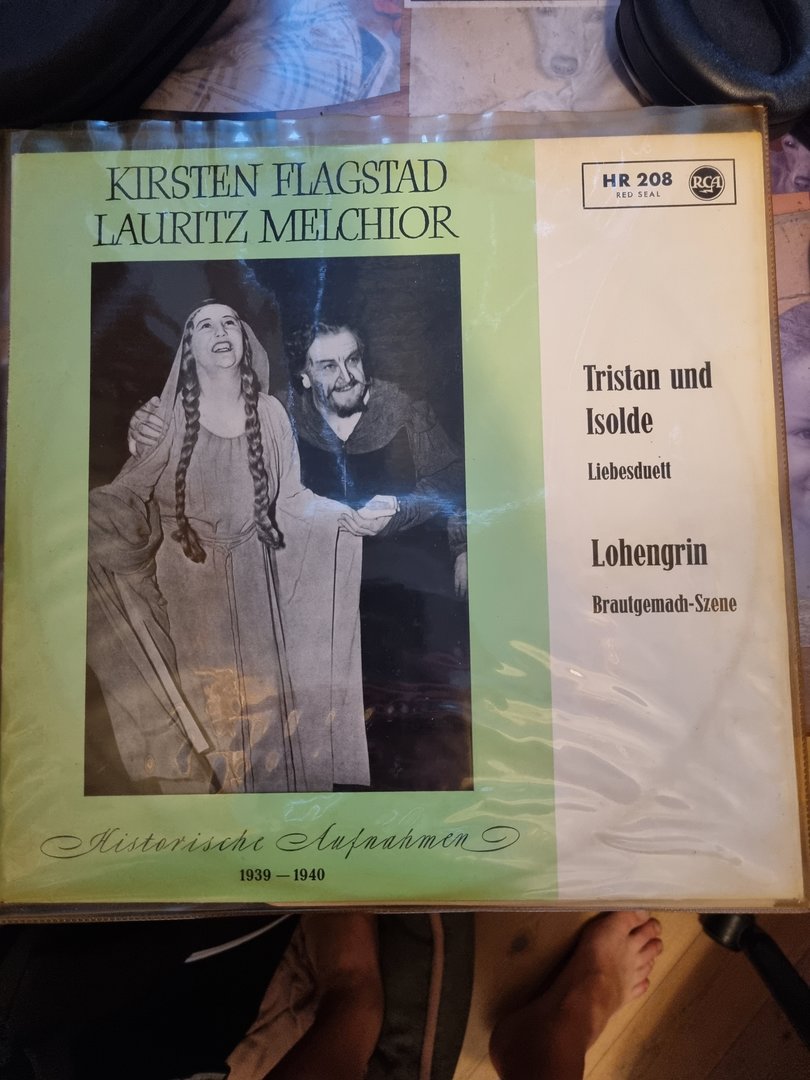 KIRSTEN FLAGSTAD
LAURITZ MELCHIOR
HR 208
RED SEAL
RCA
Tristan und
Isolde
Liebesduett
Lohengrin
Brautgemach-Szene
Historische Aufnahmen
1939 — 1940